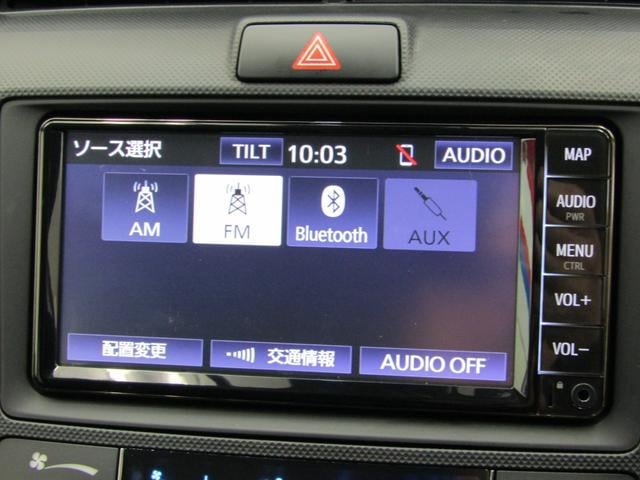 ソース選択 TILT 10:03 AUDIO
AM FM Bluetooth AUX
配置変更 交通情報 AUDIO OFF
MAP
AUDIO
PWR
MENU
CTRL
VOL+
VOL−